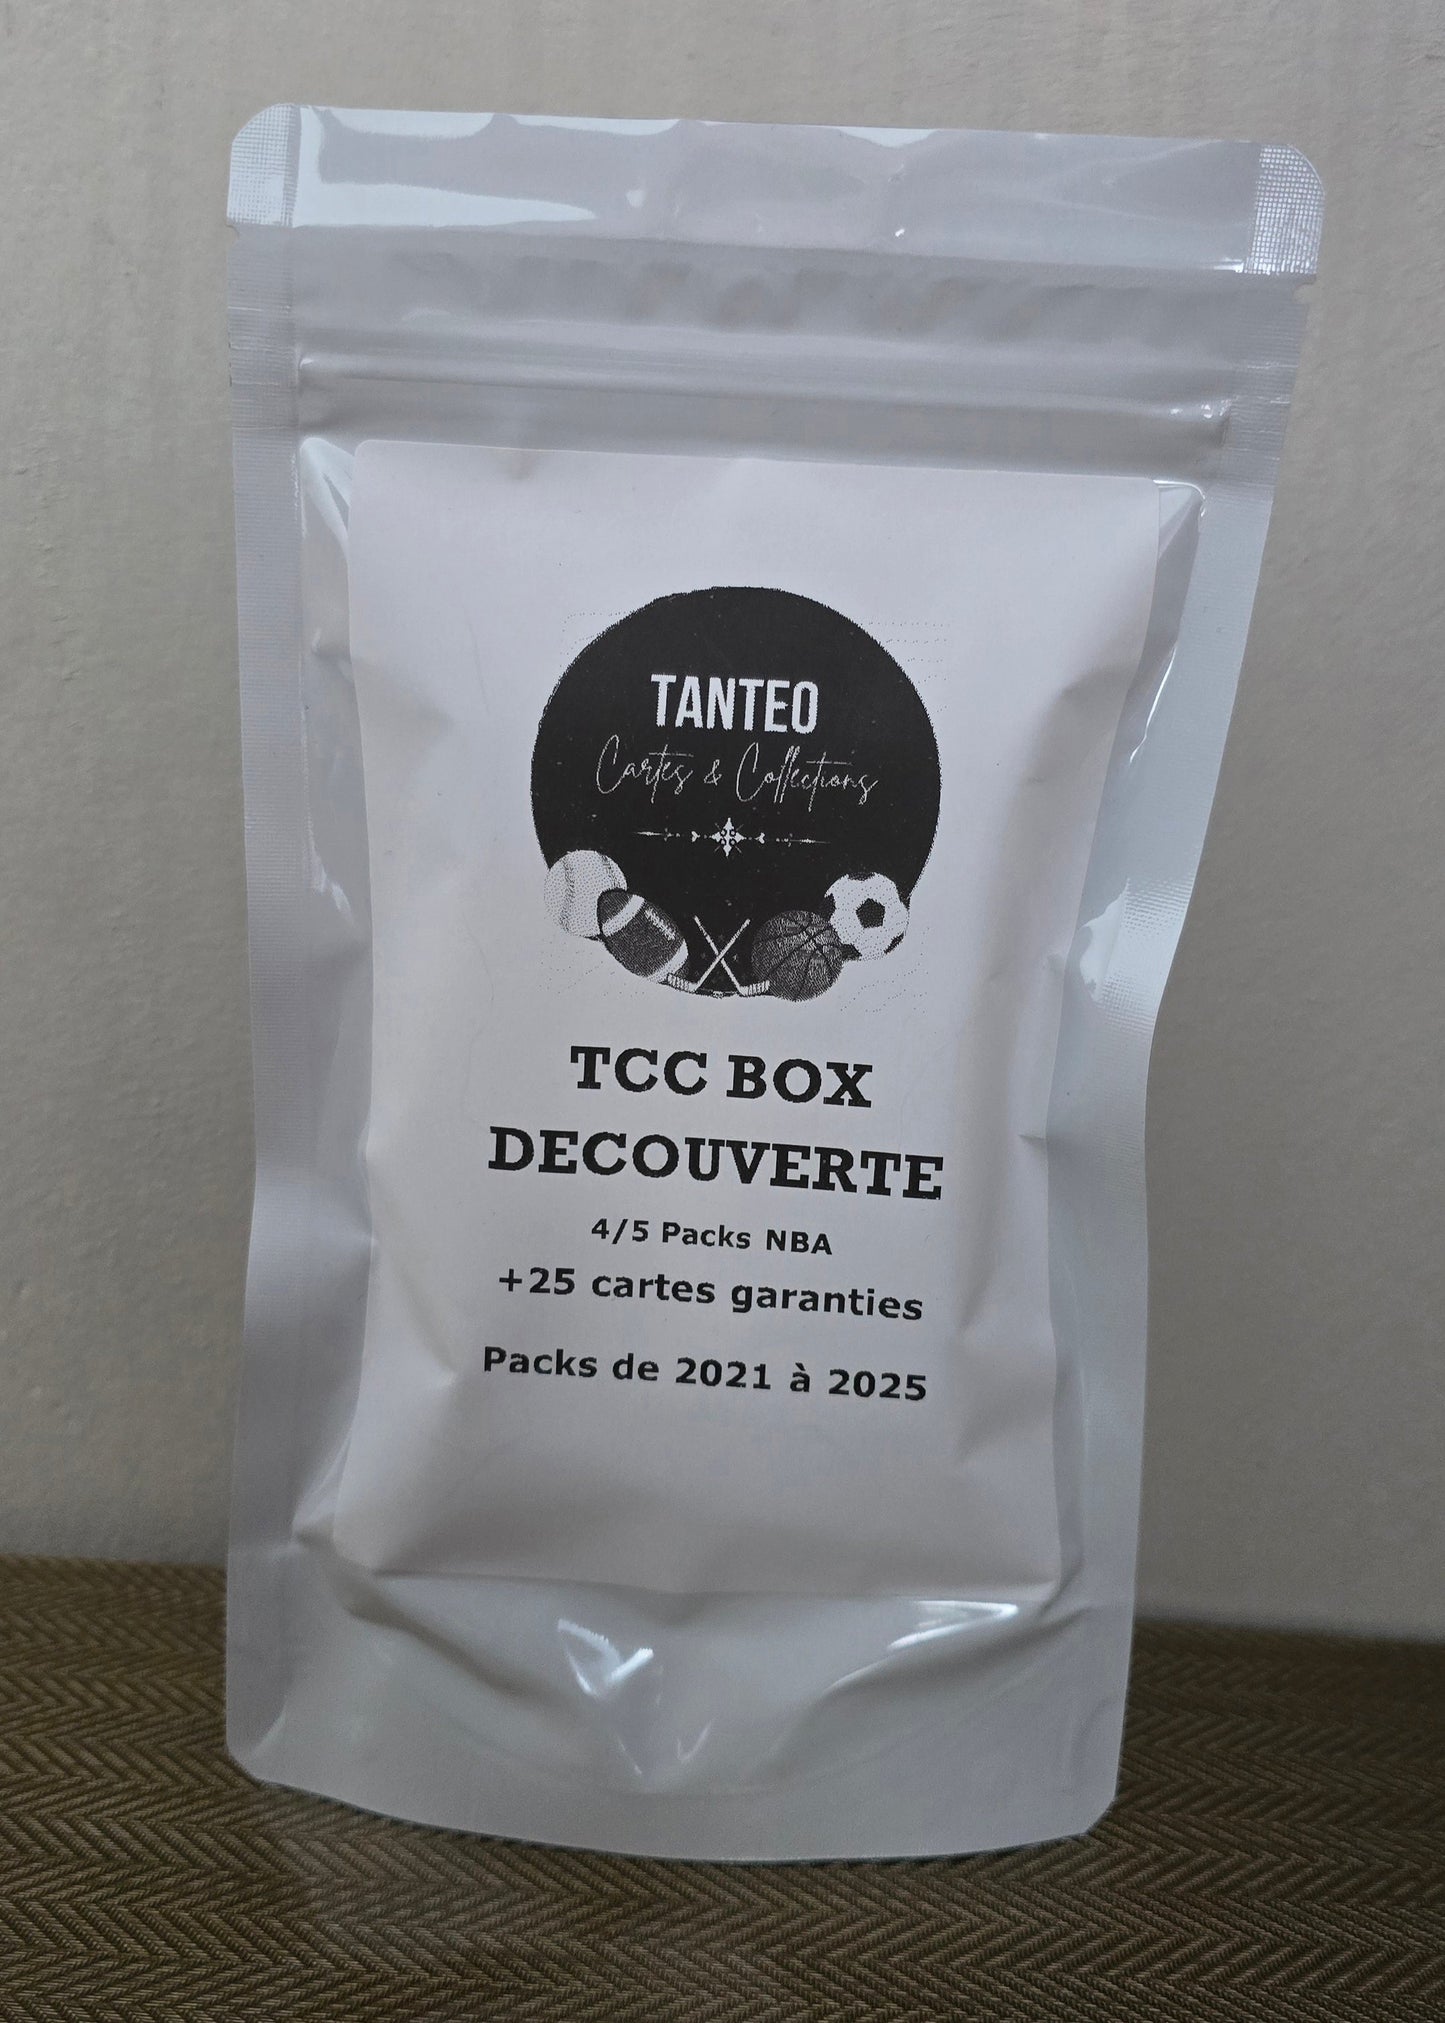 TANTEO
Cartes & Collections
TCC BOX
DECOUVERTE
4/5 Packs NBA
+25 cartes garanties
Packs de 2021 à 2025